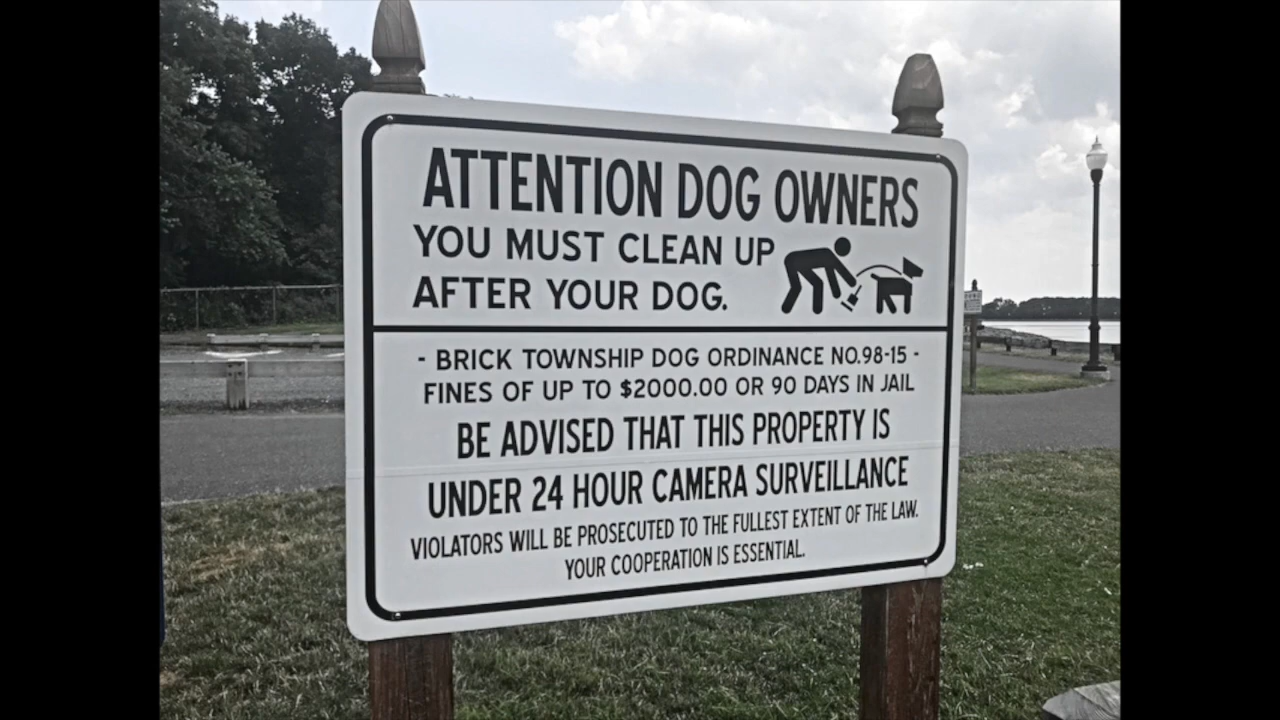 ATTENTION DOG OWNERS
YOU MUST CLEAN UP
AFTER YOUR DOG.
- BRICK TOWNSHIP DOG ORDINANCE NO.98-15 -
FINES OF UP TO $2000.00 OR 90 DAYS IN JAIL
BE ADVISED THAT THIS PROPERTY IS
UNDER 24 HOUR CAMERA SURVEILLANCE
VIOLATORS WILL BE PROSECUTED TO THE FULLEST EXTENT OF THE LAW.
YOUR COOPERATION IS ESSENTIAL.